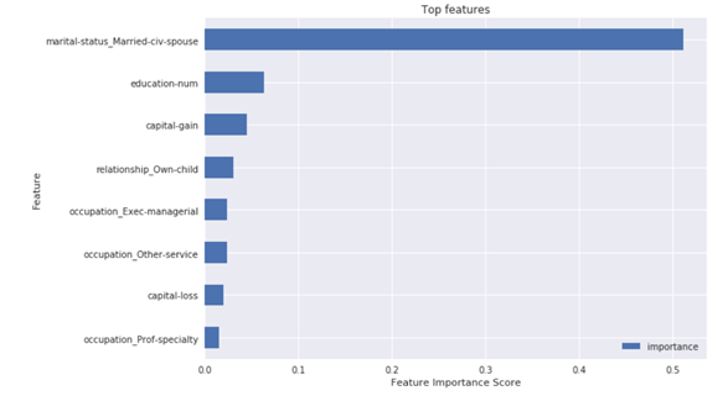 Top features
marital-status_Married-civ-spouse
education-num
capital-gain
relationship_Own-child
occupation_Exec-managerial
occupation_Other-service
capital-loss
occupation_Prof-specialty
Feature
importance
0.0 0.1 0.2 0.3 0.4 0.5
Feature Importance Score